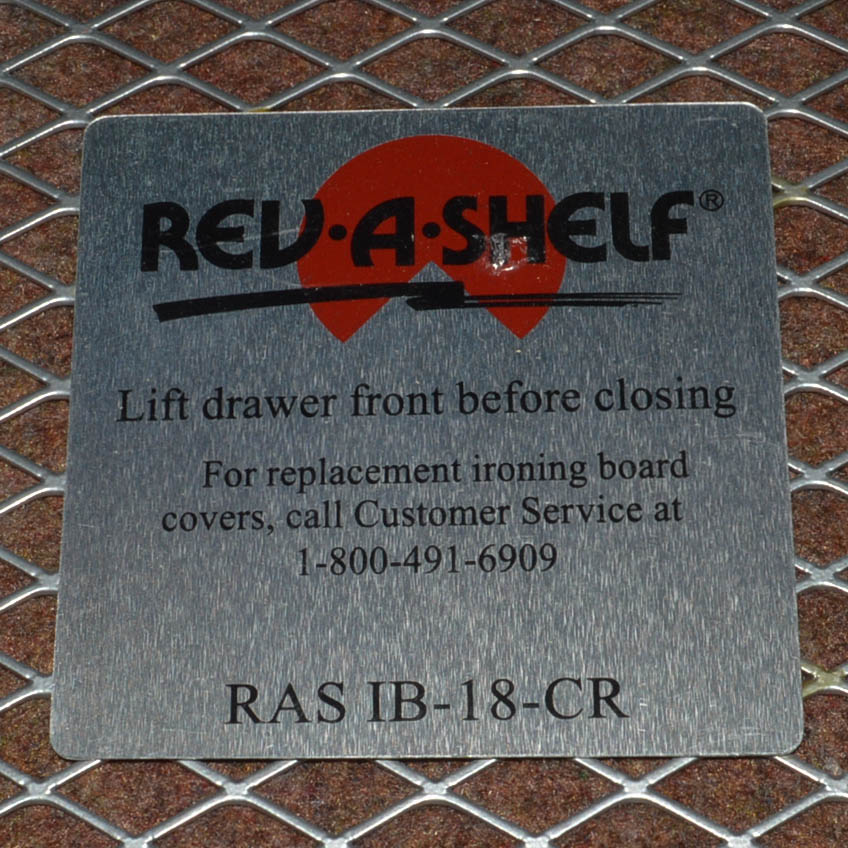 REV·A·SHELF®
Lift drawer front before closing
For replacement ironing board
covers, call Customer Service at
1-800-491-6909
RAS IB-18-CR